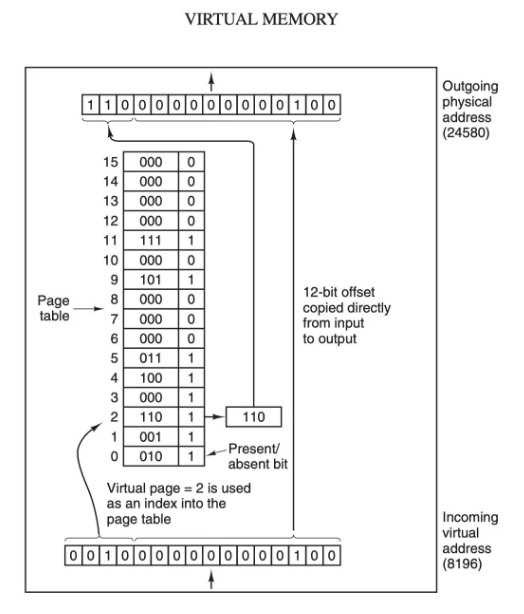 VIRTUAL MEMORY
Outgoing
physical
address
(24580)
1 1 0 0 0 0 0 0 0 0 0 0 1 0 0
15 000 0
14 000 0
13 000 0
12 000 0
11 111 1
10 000 0
9 101 1
8 000 0
7 000 0
6 000 0
5 011 1
4 100 1
3 000 1
2 110 1
1 001 1
0 010 1
Page
table
110
12-bit offset
copied directly
from input
to output
Present/
absent bit
Virtual page = 2 is used
as an index into the
page table
0 0 1 0 0 0 0 0 0 0 0 0 0 1 0 0
Incoming
virtual
address
(8196)